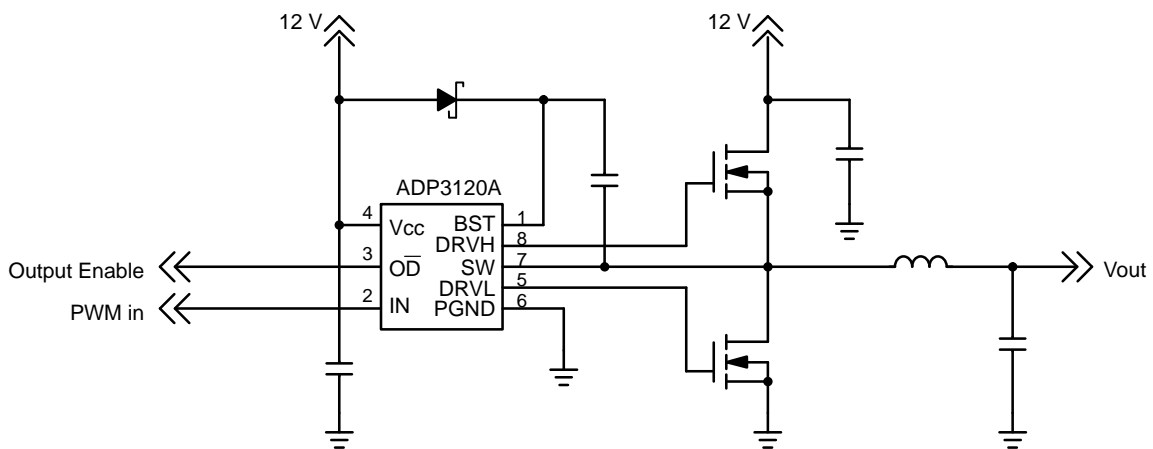 12 V
12 V
ADP3120A
4
Vcc
BST
1
DRVH
8
Output Enable
3
OD̅
SW
7
DRVL
5
Vout
PWM in
2
IN
PGND
6